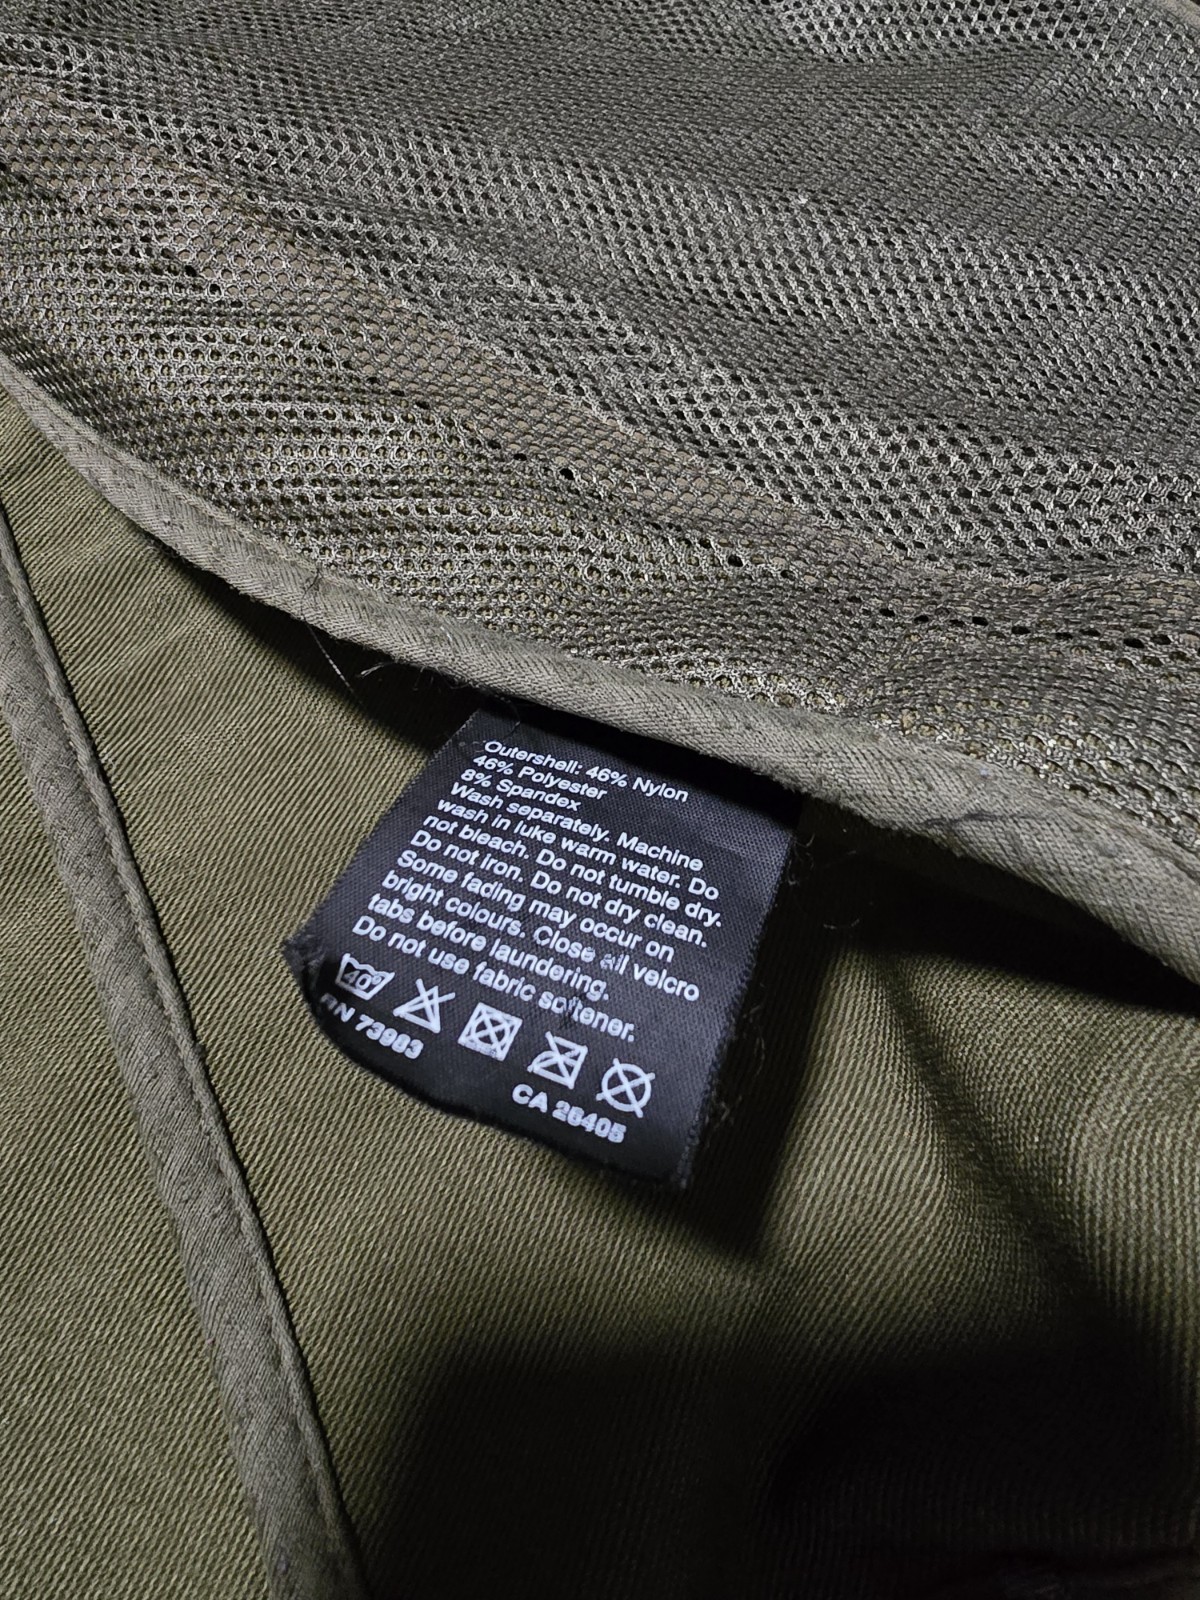 Outershell: 46% Nylon
46% Polyester
8% Spandex
Wash separately. Machine
wash in luke warm water. Do
not bleach. Do not tumble dry.
Do not iron. Do not dry clean.
Some fading may occur on
bright colours. Close all velcro
tabs before laundering.
Do not use fabric softener.
40°
RN 73983
CA 28405